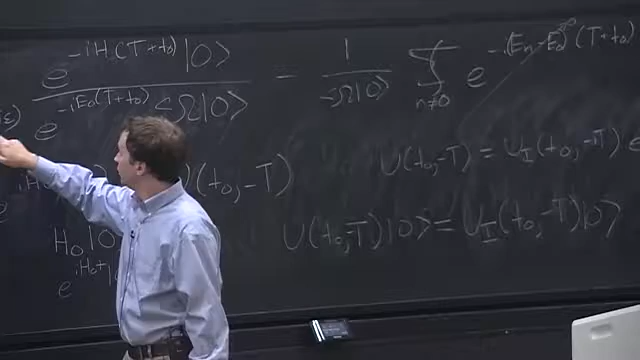 e^{-iH(T+t_0)}|0⟩ / e^{-iE_0(T+t_0)} <Ω|0⟩ = 1/<Ω|0⟩ Σ_{n≠0} e^{-i(E_n-E_0)^∞(T+t_0)}
U(t_0,-T) = U_I(t_0,-T) e
)(t_0,-T)
U(t_0,-T)|0⟩ = U_I(t_0,-T)|0⟩
H_0|0
e^{iH_0t}